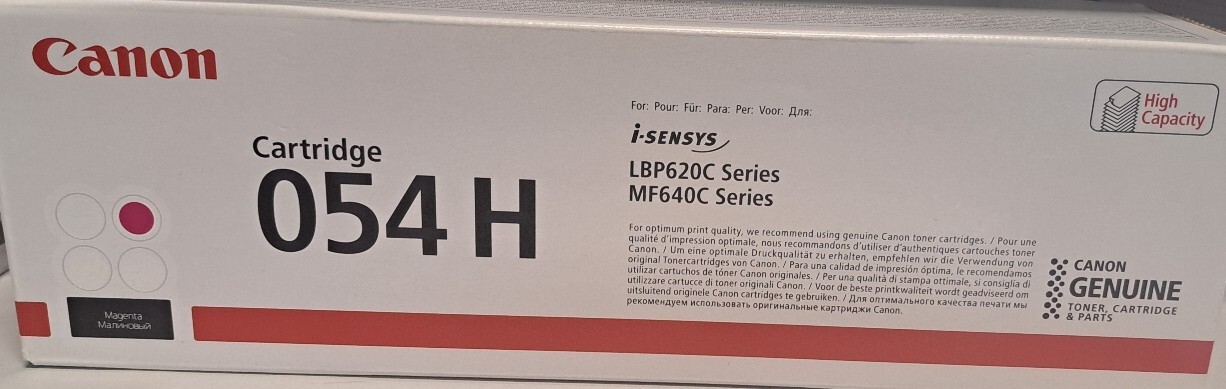 Canon
High
Capacity
For: Pour: Für: Para: Per: Voor: Для:
i-SENSYS
Cartridge
054 H
LBP620C Series
MF640C Series
For optimum print quality, we recommend using genuine Canon toner cartridges. / Pour une
qualité d'impression optimale, nous recommandons d'utiliser d'authentiques cartouches toner
Canon. / Um eine optimale Druckqualität zu erhalten, empfehlen wir die Verwendung von
original Tonercartridges von Canon. / Para una calidad de impresión óptima, le recomendamos
utilizar cartuchos de tóner Canon originales. / Per una qualità di stampa ottimale, si consiglia di
utilizzare cartucce di toner originali Canon. / Voor de beste printkwaliteit wordt geadviseerd om
uitsluitend originele Canon cartridges te gebruiken. / Для оптимального качества печати мы
рекомендуем использовать оригинальные картриджи Canon.
CANON
GENUINE
TONER, CARTRIDGE
& PARTS
Magenta
Малиновый